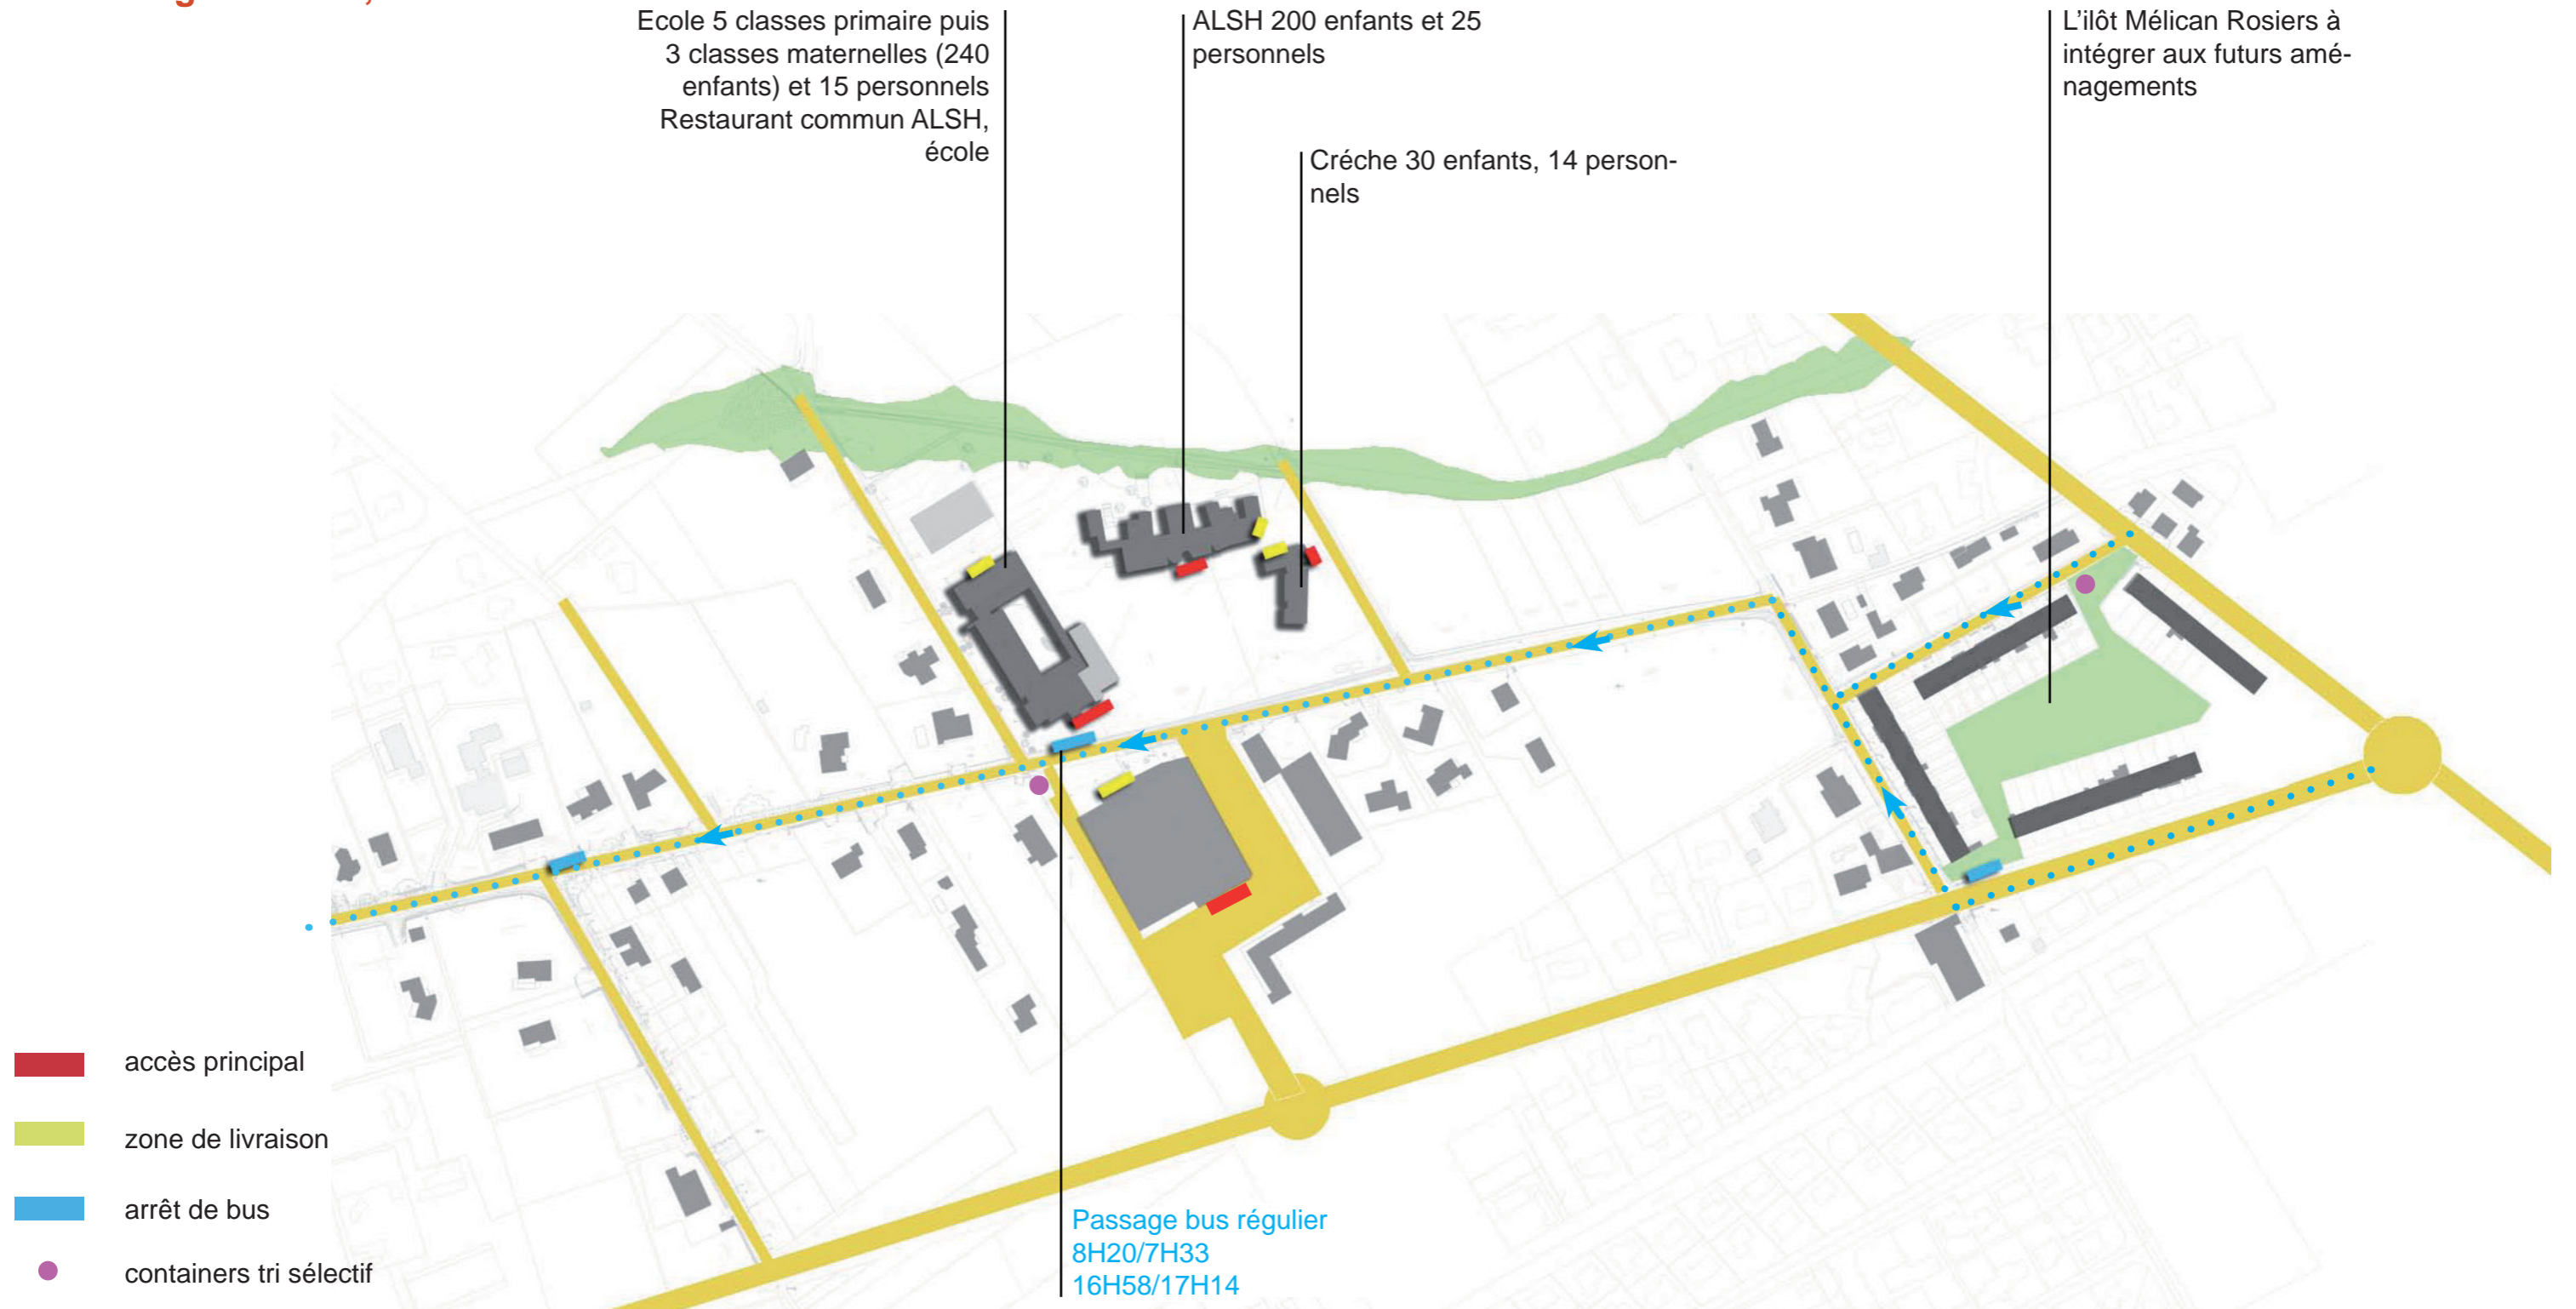 Ecole 5 classes primaire puis
3 classes maternelles (240
enfants) et 15 personnels
Restaurant commun ALSH,
école
ALSH 200 enfants et 25
personnels
Créche 30 enfants, 14 person-
nels
L'ilôt Mélican Rosiers à
intégrer aux futurs amé-
nagements
accès principal
zone de livraison
arrêt de bus
containers tri sélectif
Passage bus régulier
8H20/7H33
16H58/17H14